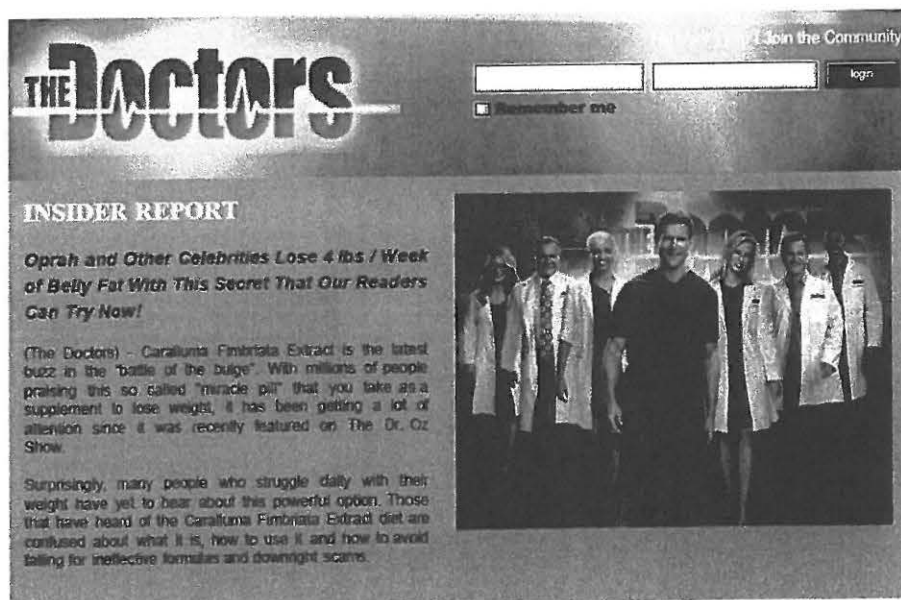 THE Doctors
Join the Community
login
Remember me
INSIDER REPORT
Oprah and Other Celebrities Lose 4 lbs / Week
of Belly Fat With This Secret That Our Readers
Can Try Now!
(The Doctors) - Caralluma Fimbriata Extract is the latest
buzz in the "battle of the bulge". With millions of people
praising this so called "miracle pill" that you take as a
supplement to lose weight, it has been getting a lot of
attention since it was recently featured on The Dr. Oz
Show.
Surprisingly, many people who struggle daily with their
weight have yet to hear about this powerful option. Those
that have heard of the Caralluma Fimbriata Extract diet are
confused about what it is, how to use it and how to avoid
falling for ineffective formulas and downright scams.